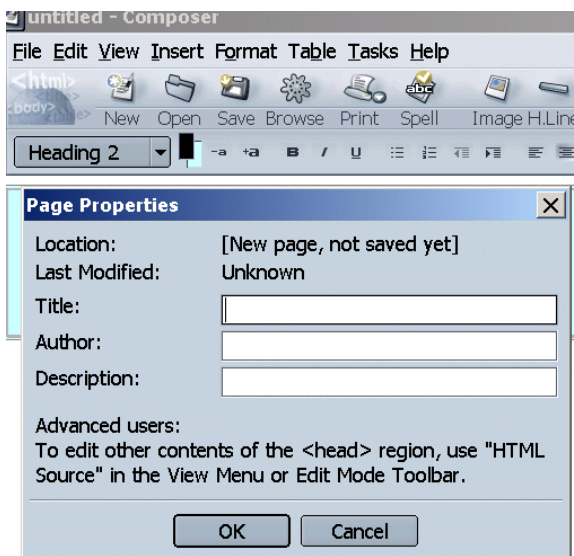 untitled - Composer
File Edit View Insert Format Table Tasks Help
<html>
<body>
New Open Save Browse Print Spell Image H.Line
Heading 2 -a +a B I U
Page Properties
Location: [New page, not saved yet]
Last Modified: Unknown
Title:
Author:
Description:
Advanced users:
To edit other contents of the <head> region, use "HTML
Source" in the View Menu or Edit Mode Toolbar.
OK Cancel